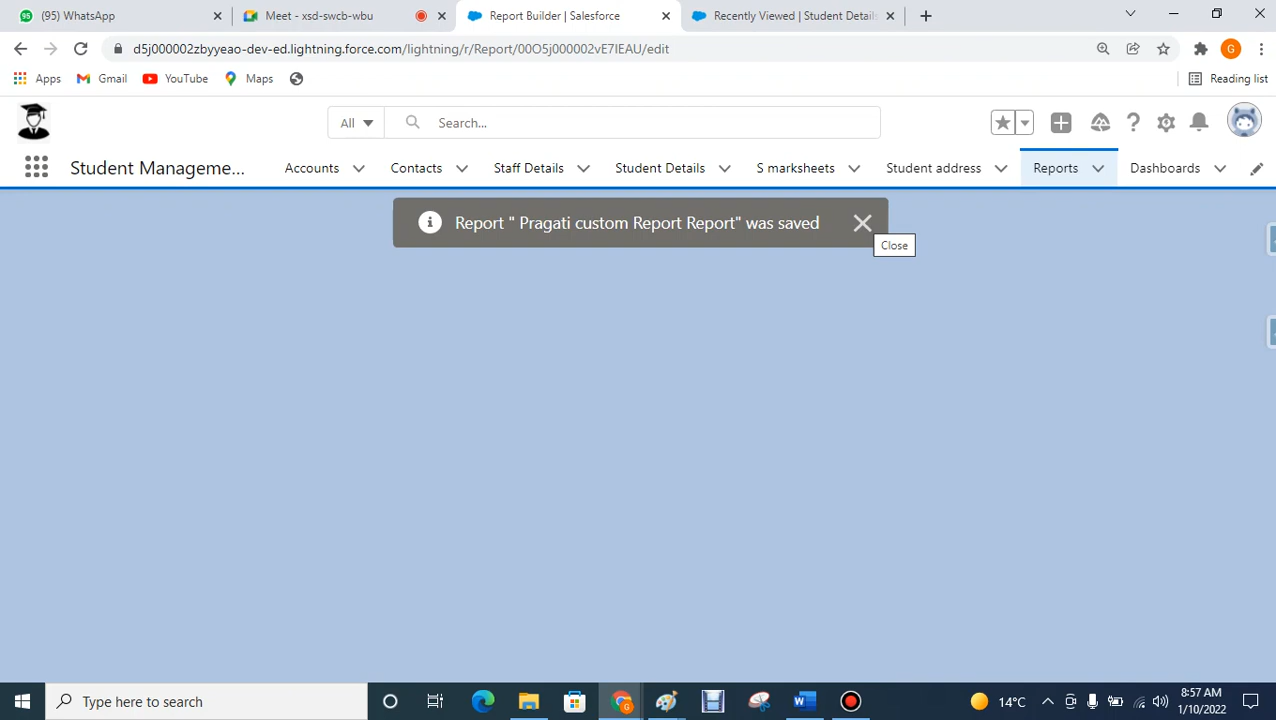 (95) WhatsApp
Meet - xsd-swcb-wbu
Report Builder | Salesforce
Recently Viewed | Student Details
d5j000002zbyyeao-dev-ed.lightning.force.com/lightning/r/Report/00O5j000002vE7IEAU/edit
Apps
Gmail
YouTube
Maps
Reading list
All
Search...
Student Manageme...
Accounts
Contacts
Staff Details
Student Details
S marksheets
Student address
Reports
Dashboards
Report " Pragati custom Report Report" was saved
Close
Type here to search
14°C
8:57 AM
1/10/2022